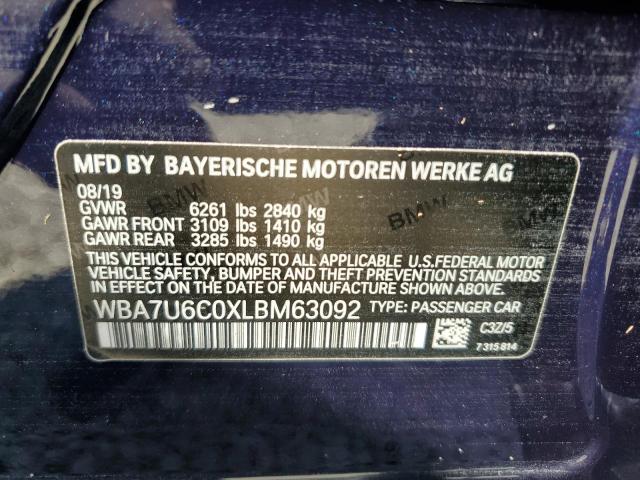 MFD BY BAYERISCHE MOTOREN WERKE AG
08/19
GVWR 6261 lbs 2840 kg
GAWR FRONT 3109 lbs 1410 kg
GAWR REAR 3285 lbs 1490 kg
THIS VEHICLE CONFORMS TO ALL APPLICABLE U.S.FEDERAL MOTOR
VEHICLE SAFETY, BUMPER AND THEFT PREVENTION STANDARDS
IN EFFECT ON THE DATE OF MANUFACTURE SHOWN ABOVE.
WBA7U6C0XLBM63092 TYPE: PASSENGER CAR
C3Z/5
7 315 814